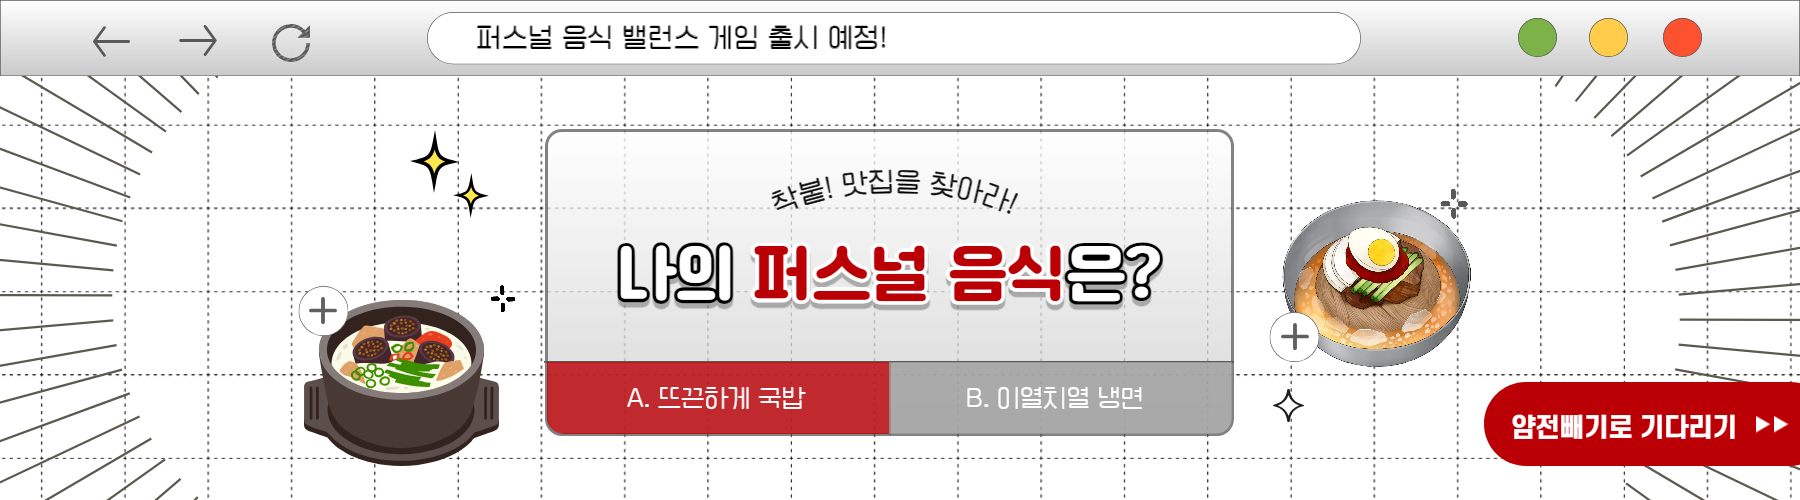 퍼스널 음식 밸런스 게임 출시 예정!
착붙! 맛집을 찾아라!
나의 퍼스널 음식은?
A. 뜨끈하게 국밥
B. 이열치열 냉면
얌전빼기로 기다리기